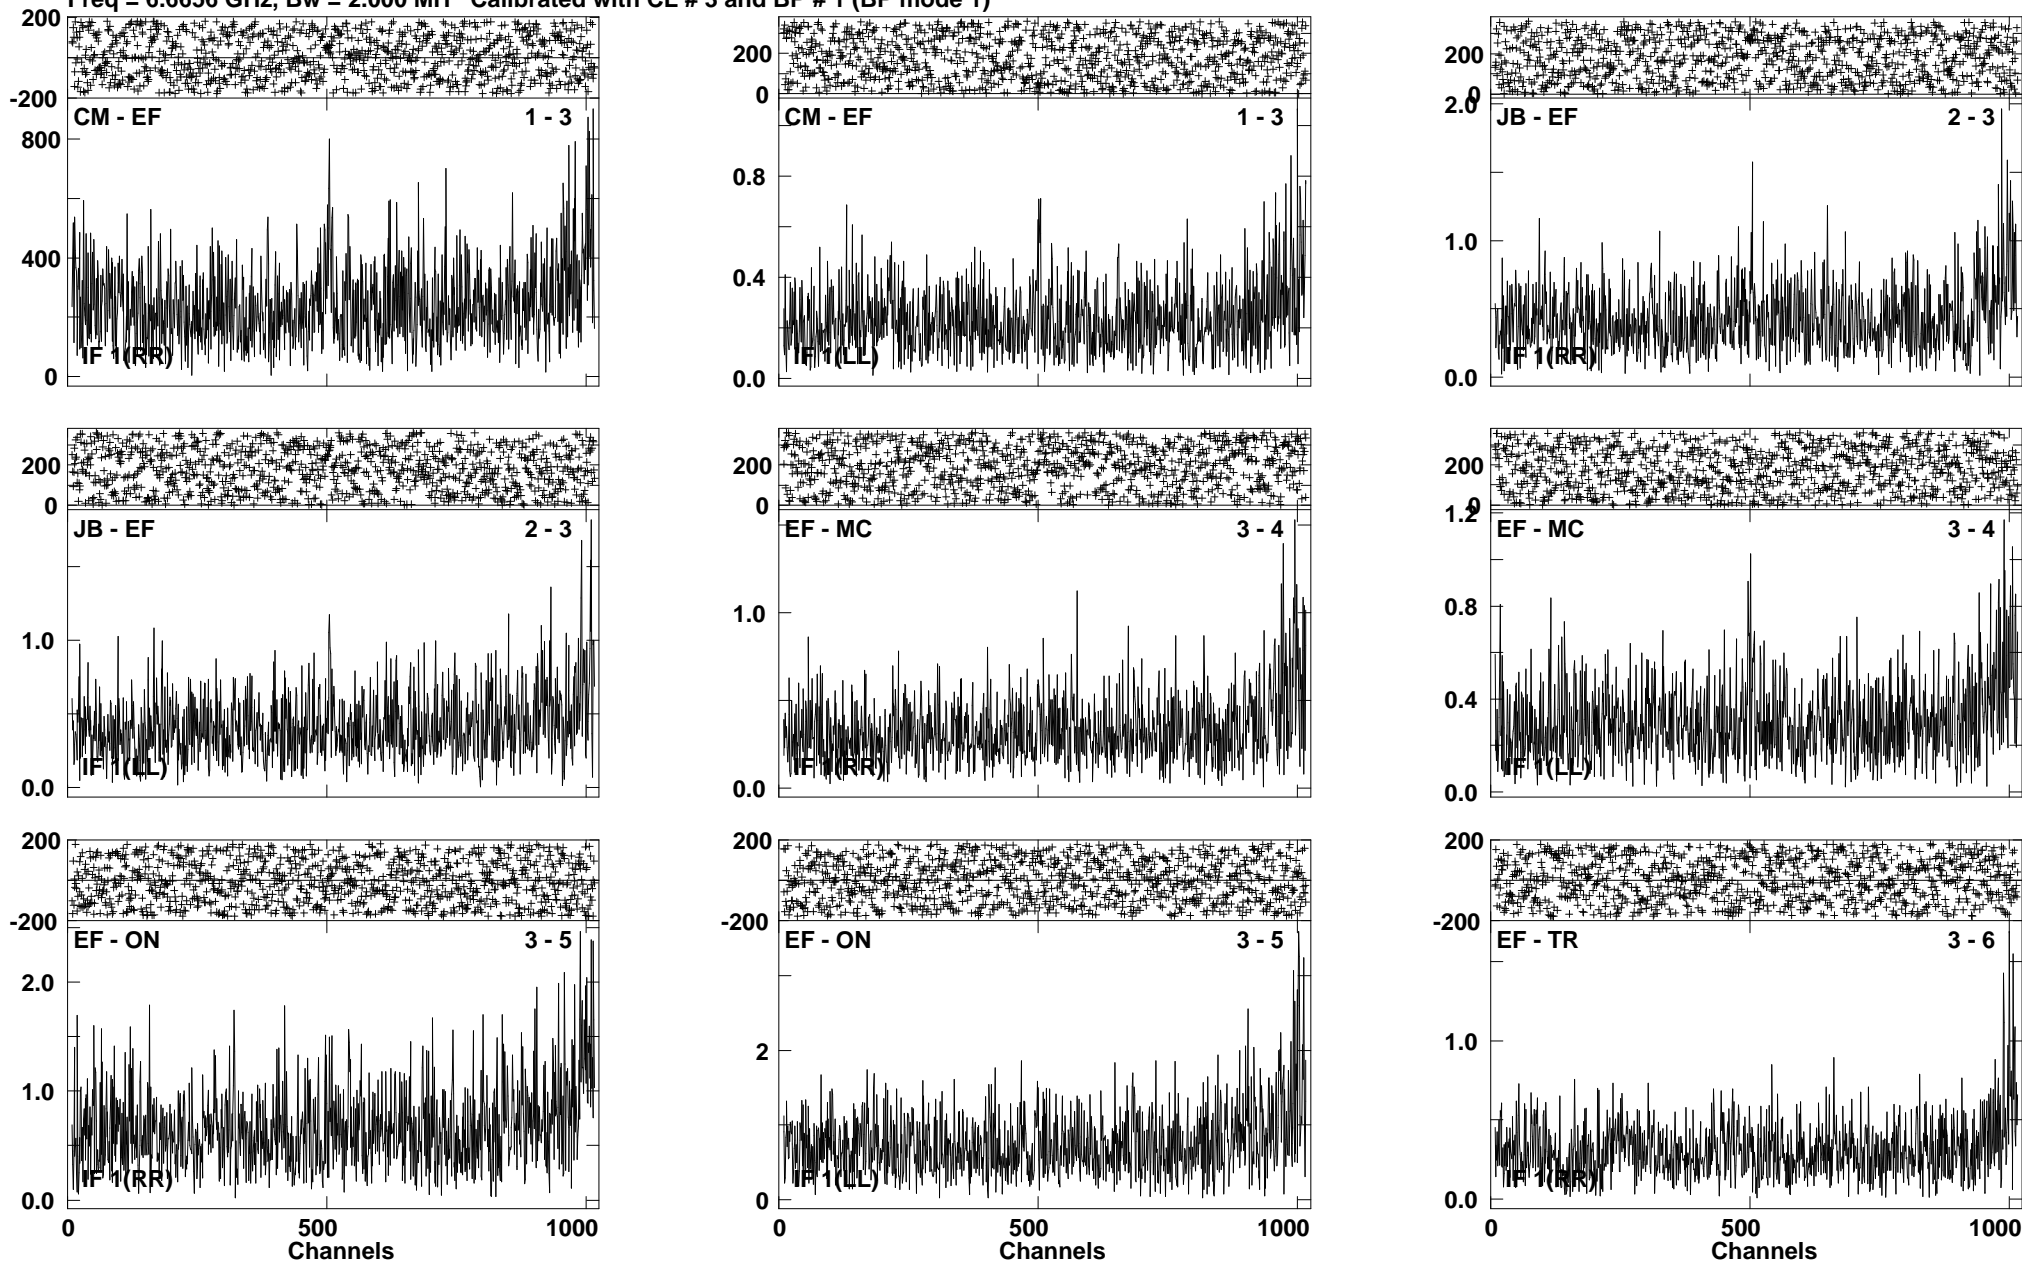 Freq = 6.6656 GHz, Bw = 2.000 MH Calibrated with CL # 3 and BP # 1 (BP mode 1)
200
-200
CM - EF 1 - 3
800
400
0
IF 1(RR)
200
0
CM - EF 1 - 3
0.8
0.4
0.0
IF 1(LL)
200
0
2.0
JB - EF 2 - 3
1.0
0.0
IF 1(RR)
200
0
JB - EF 2 - 3
1.0
0.0
IF 1(LL)
200
0
EF - MC 3 - 4
1.0
0.0
IF 1(RR)
200
0
1.2
EF - MC 3 - 4
0.8
0.4
0.0
IF 1(LL)
200
-200
EF - ON 3 - 5
2.0
1.0
0.0
IF 1(RR)
0 500 1000
Channels
200
-200
EF - ON 3 - 5
2
0
IF 1(LL)
0 500 1000
Channels
200
-200
EF - TR 3 - 6
1.0
0.0
IF 1(RR)
0 500 1000
Channels